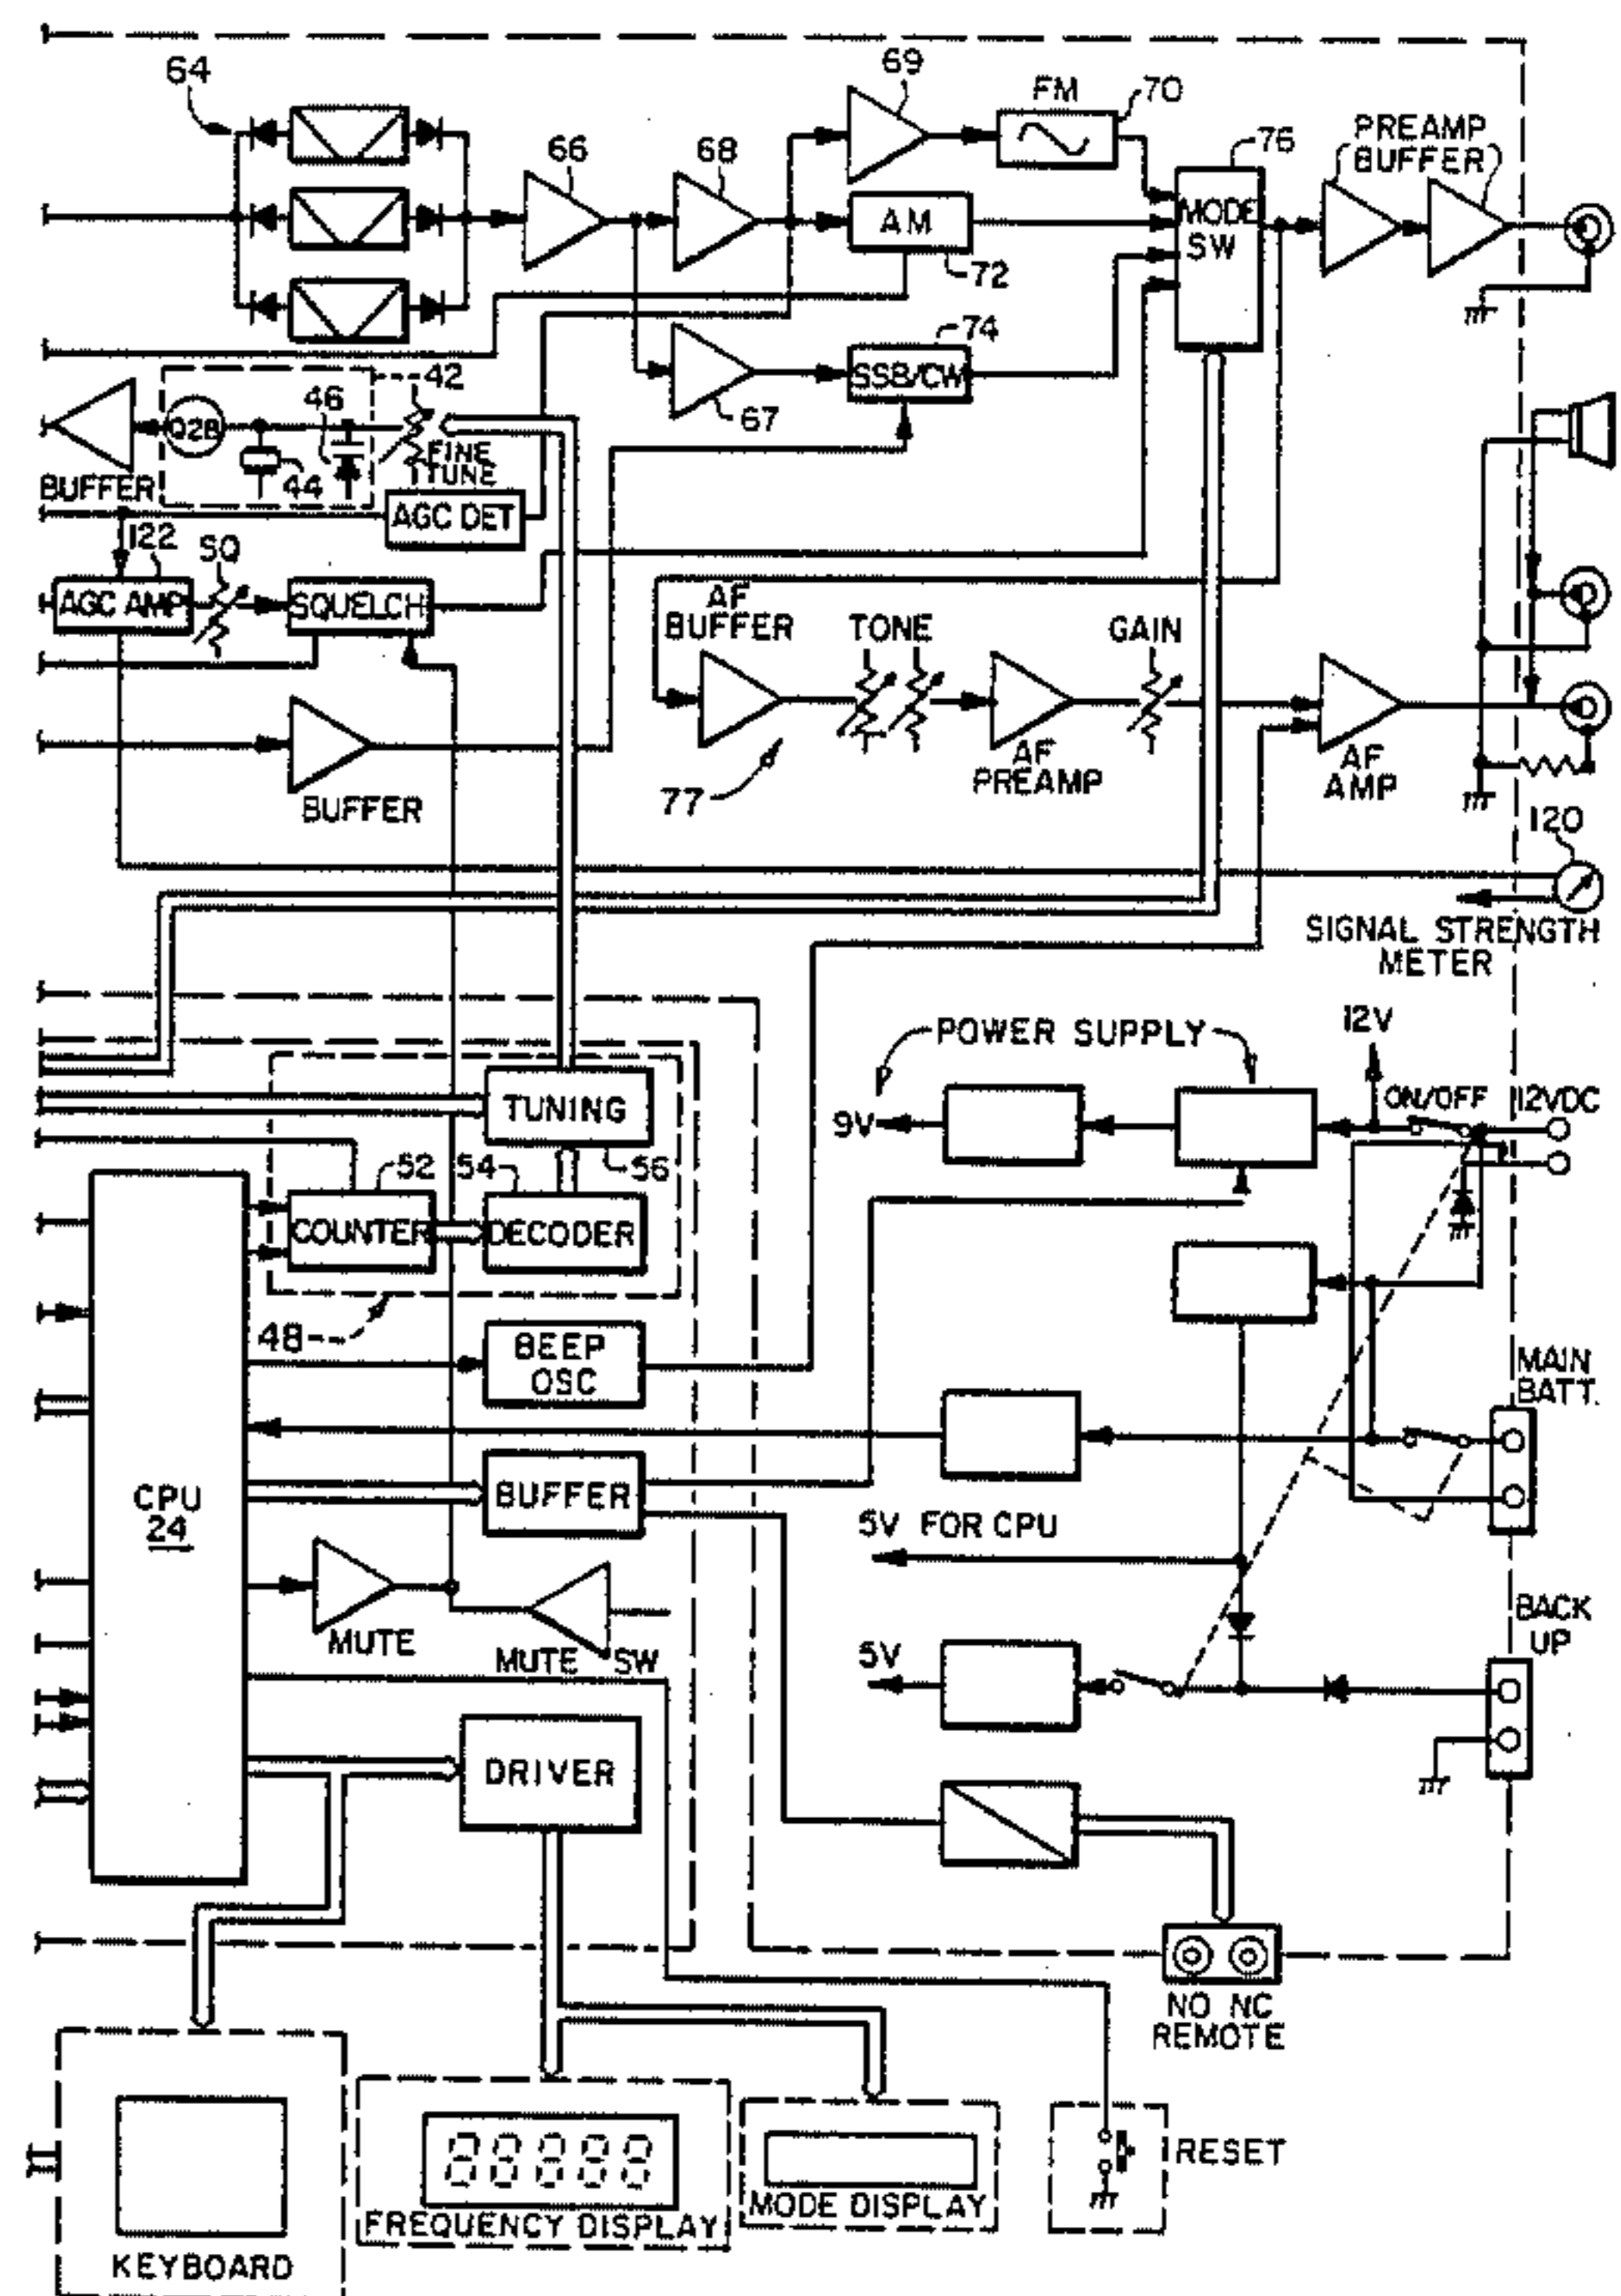 64
69
FM
70
66
68
76
PREAMP
BUFFER
MODE
SW
AM
72
74
SSB/CW
67
42
46
Q2B
44
FINE
TUNE
BUFFER
AGC DET
122
SQ
AGC AMP
SQUELCH
AF
BUFFER
TONE
GAIN
77
AF
PREAMP
AF
AMP
BUFFER
120
SIGNAL STRENGTH
METER
POWER SUPPLY
12V
ON/OFF
12VDC
9V
TUNING
56
52
54
COUNTER
DECODER
48
BEEP
OSC
MAIN
BATT.
CPU
24
BUFFER
5V FOR CPU
MUTE
MUTE SW
BACK
UP
5V
DRIVER
NO NC
REMOTE
RESET
88888
FREQUENCY DISPLAY
MODE DISPLAY
KEYBOARD